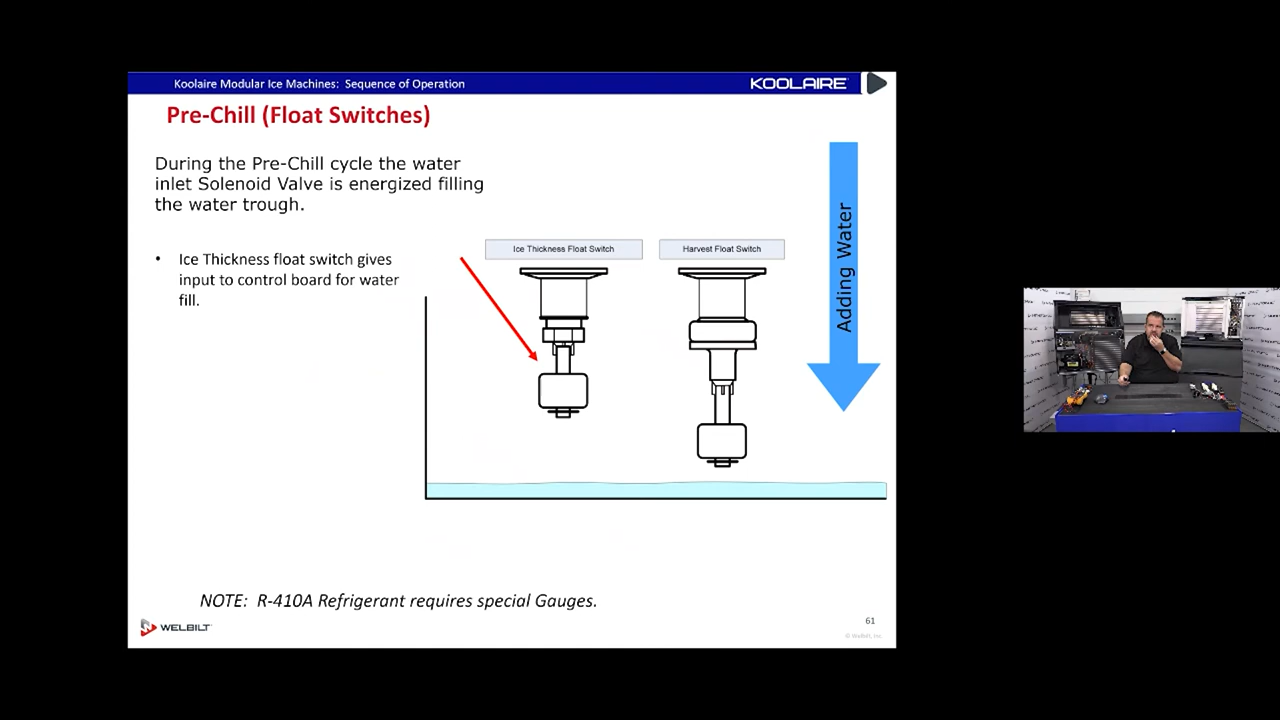 Koolaire Modular Ice Machines: Sequence of Operation
KOOLAIRE
Pre-Chill (Float Switches)
During the Pre-Chill cycle the water
inlet Solenoid Valve is energized filling
the water trough.
• Ice Thickness float switch gives
input to control board for water
fill.
Ice Thickness Float Switch
Harvest Float Switch
Adding Water
NOTE: R-410A Refrigerant requires special Gauges.
WELBILT
61
© Welbilt, Inc.